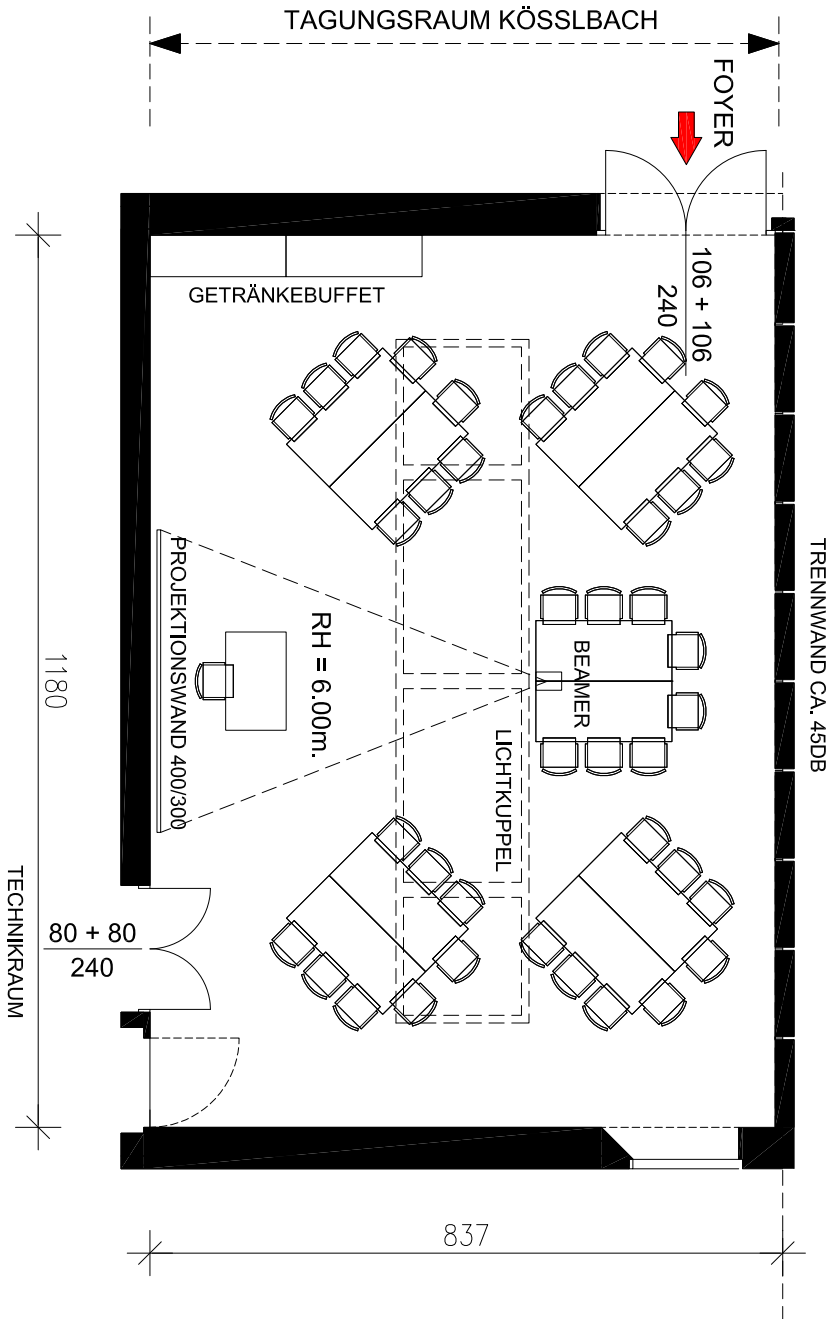 TAGUNGSRAUM KÖSSLBACH
FOYER
106 + 106
240
GETRÄNKEBUFFET
TRENNWAND CA. 45DB
PROJEKTIONSWAND 400/300
RH = 6.00m.
BEAMER
LICHTKUPPEL
1180
TECHNIKRAUM
80 + 80
240
837